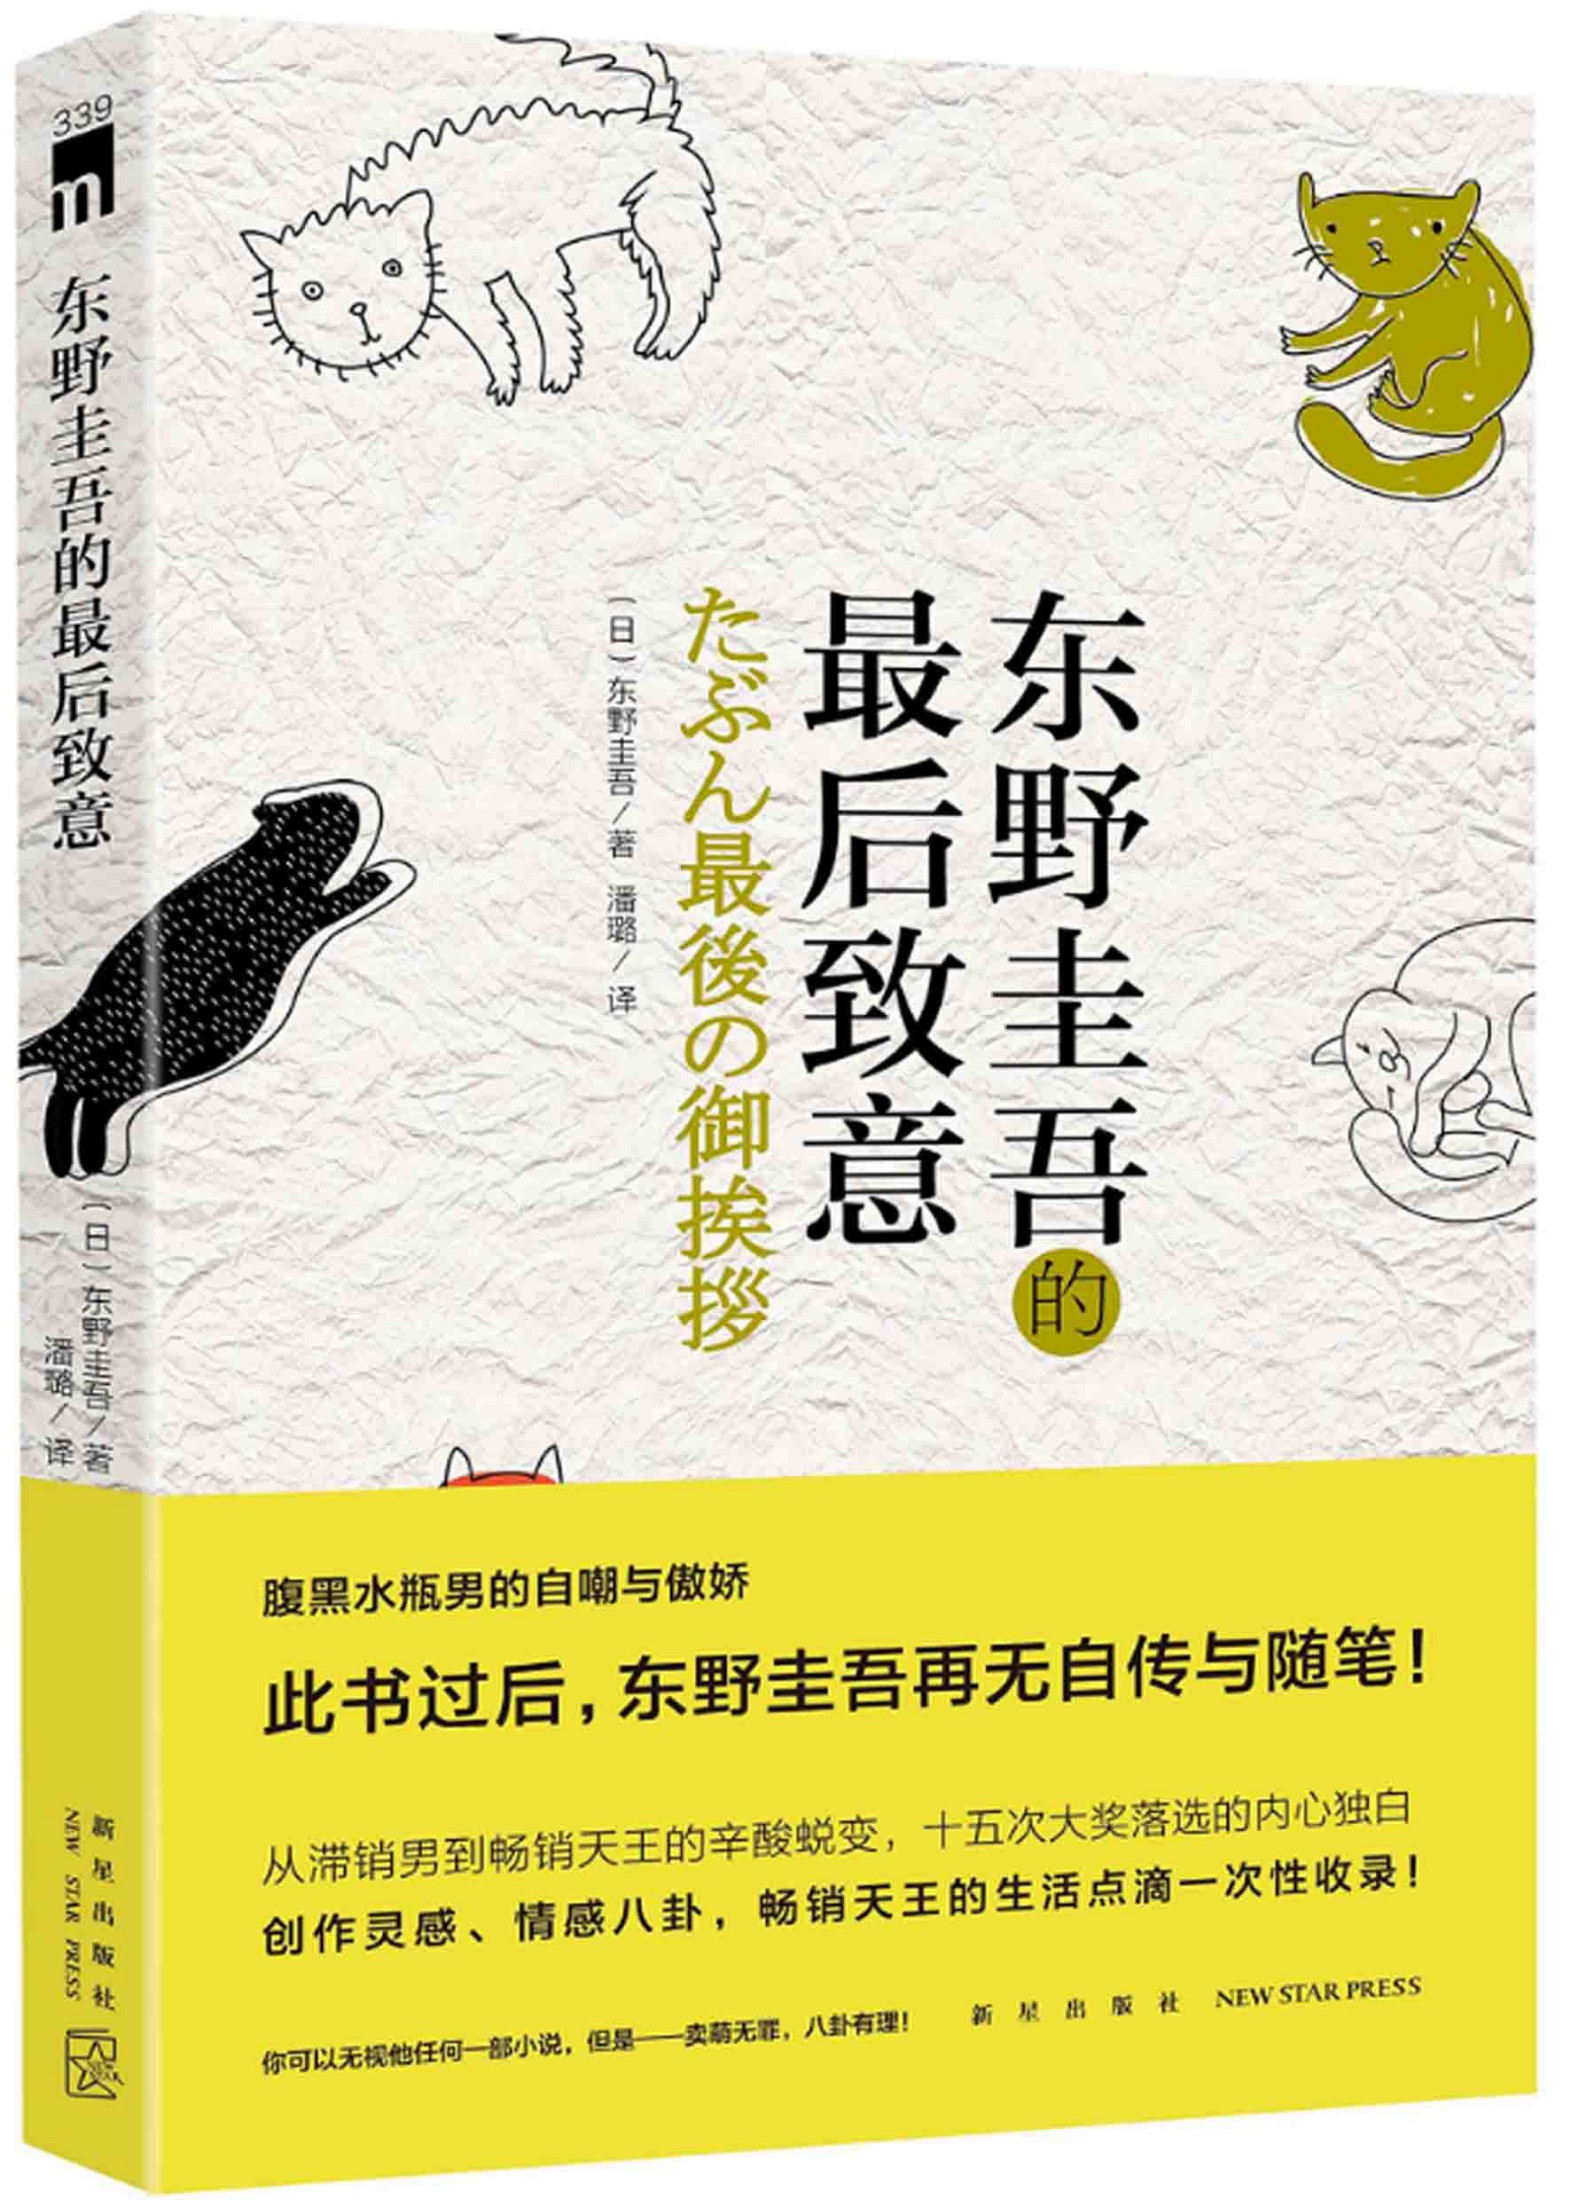 339
m
东野圭吾的最后致意
(日)东野圭吾/著
潘璐/译
新星出版社
NEW STAR PRESS
NEW STAR
东野圭吾的
最后致意
たぶん最後の御挨拶
(日)东野圭吾/著 潘璐/译
腹黑水瓶男的自嘲与傲娇
此书过后,东野圭吾再无自传与随笔!
从滞销男到畅销天王的辛酸蜕变,十五次大奖落选的内心独白
创作灵感、情感八卦,畅销天王的生活点滴一次性收录!
你可以无视他任何一部小说,但是——卖萌无罪,八卦有理!
新星出版社 NEW STAR PRESS